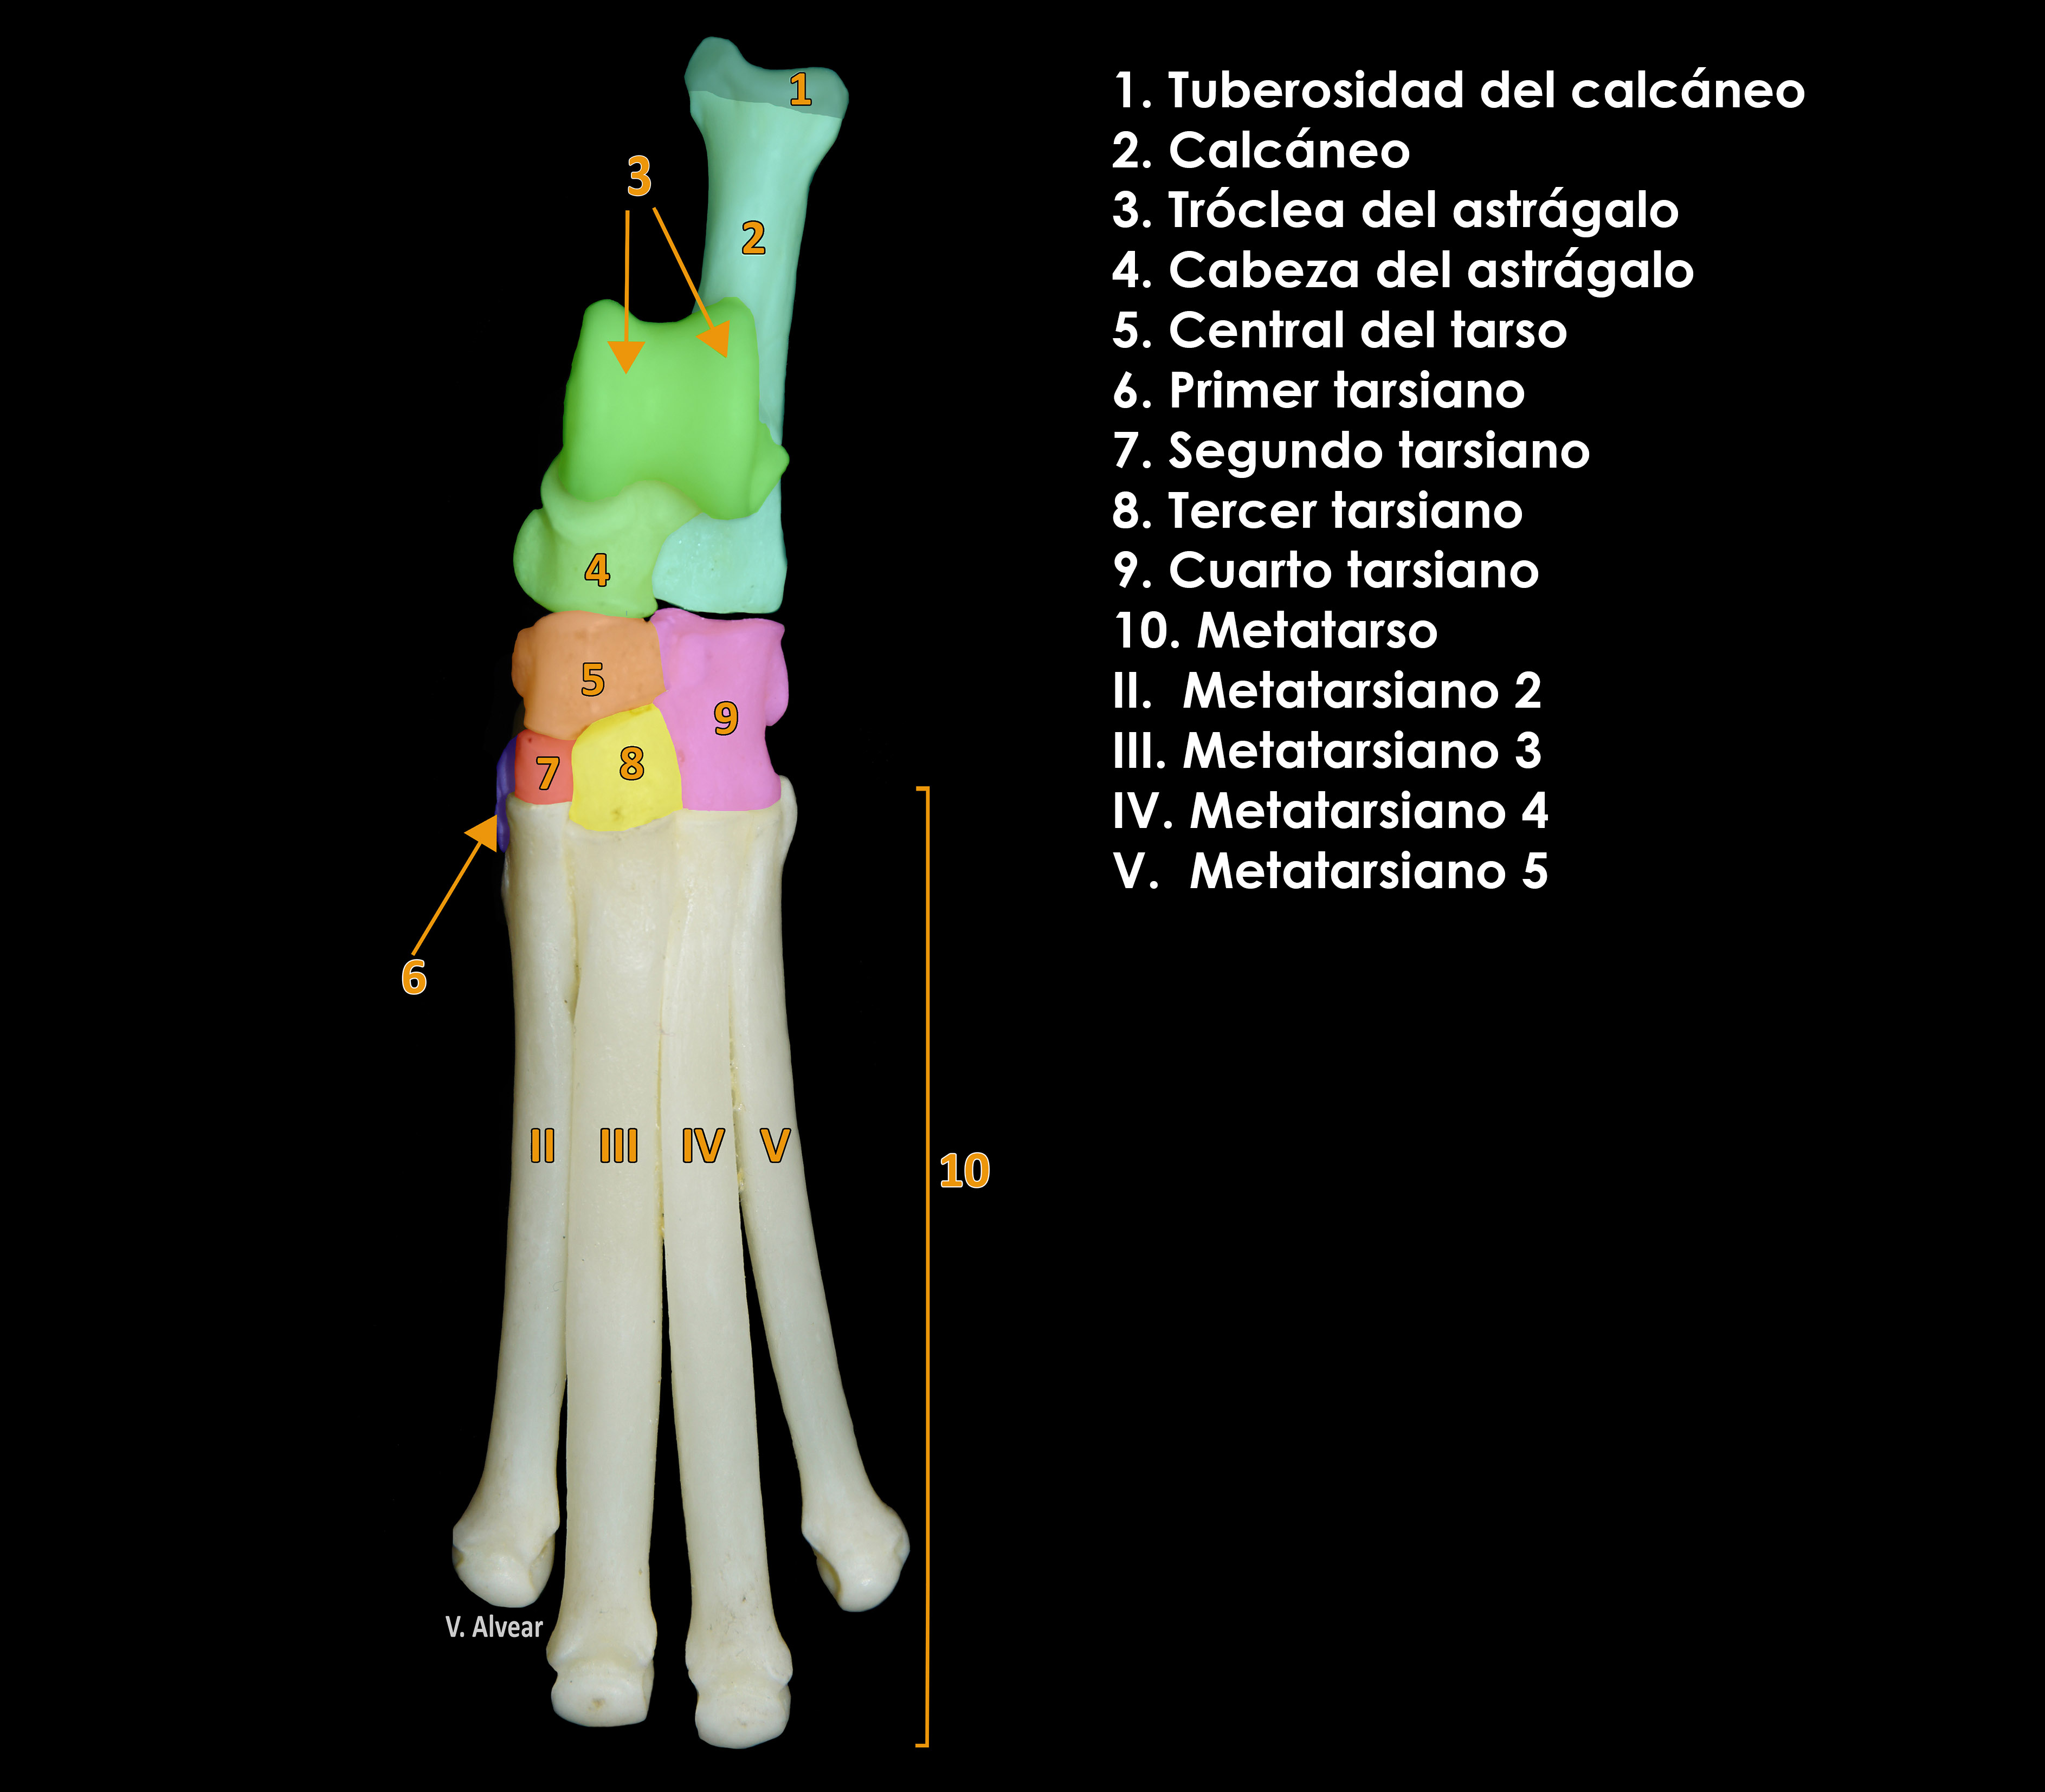 1. Tuberosidad del calcáneo
2. Calcáneo
3. Tróclea del astrágalo
4. Cabeza del astrágalo
5. Central del tarso
6. Primer tarsiano
7. Segundo tarsiano
8. Tercer tarsiano
9. Cuarto tarsiano
10. Metatarso
II. Metatarsiano 2
III. Metatarsiano 3
IV. Metatarsiano 4
V. Metatarsiano 5
1
3
2
4
5
9
7
8
6
II III IV V
10
V. Alvear